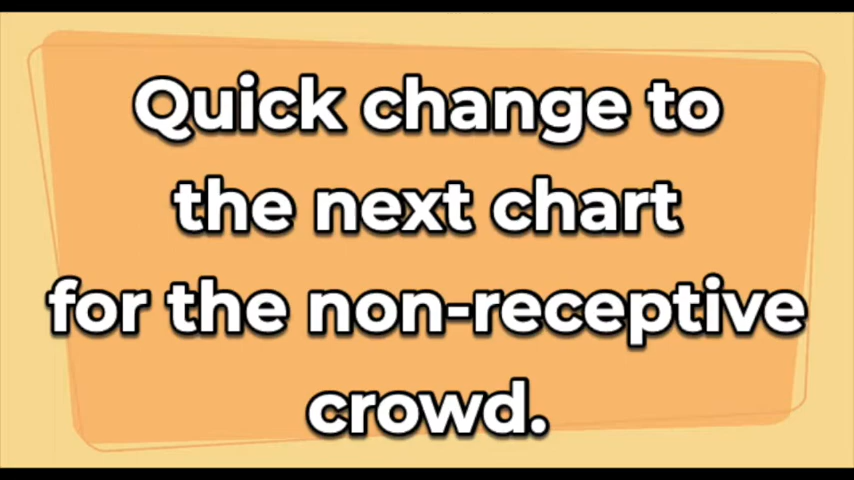 Quick change to
the next chart
for the non-receptive
crowd.